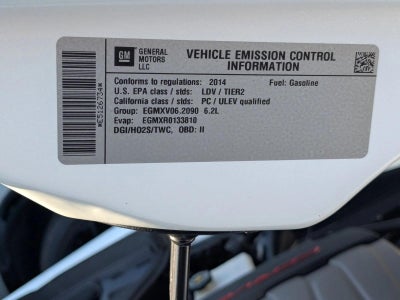 GM
GENERAL
MOTORS
LLC
VEHICLE EMISSION CONTROL
INFORMATION
Conforms to regulations: 2014 Fuel: Gasoline
U.S. EPA class / stds: LDV / TIER2
California class / stds: PC / ULEV qualified
Group: EGMXV06.2090 6.2L
Evap: EGMXR0133810
DGI/HO2S/TWC, OBD: II
*E5126734*